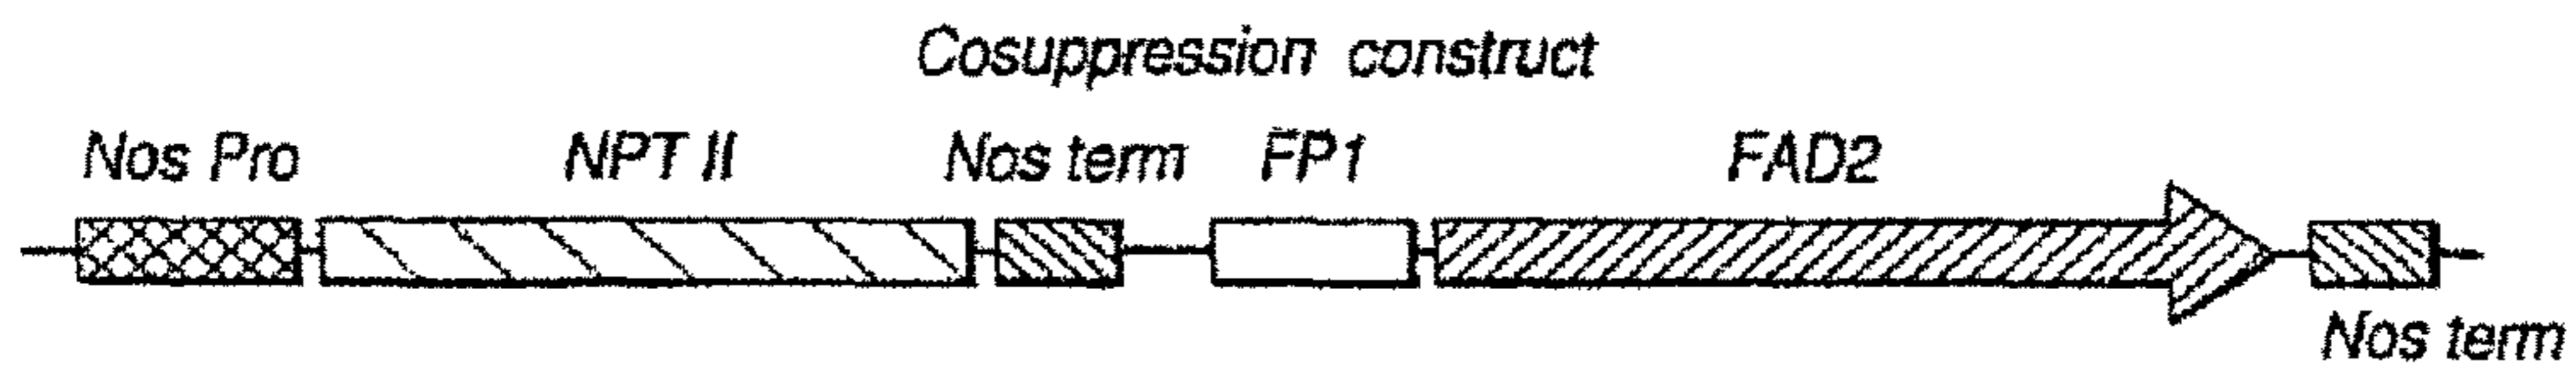 Cosuppression construct
Nos Pro NPT II Nos term FP1 FAD2
Nos term